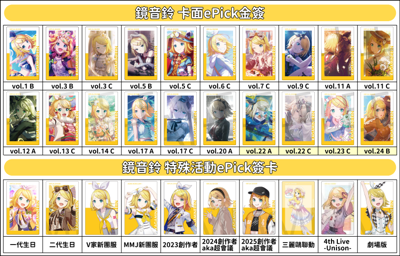 鏡音鈴 卡面ePick金簽
vol.1 B vol.3 B vol.3 C vol.5 B vol.5 C vol.6 C vol.7 C vol.9 C vol.11 A vol.11 C
vol.12 A vol.13 C vol.14 C vol.17 A vol.17 C vol.20 A vol.22 A vol.22 C vol.23 C vol.24 B
鏡音鈴 特殊活動ePick簽卡
一代生日 二代生日 V家新團服 MMJ新團服 2023創作者 2024創作者 2025創作者 三麗鷗聯動 4th Live 劇場版
aka超會議 aka超會議 -Unison-